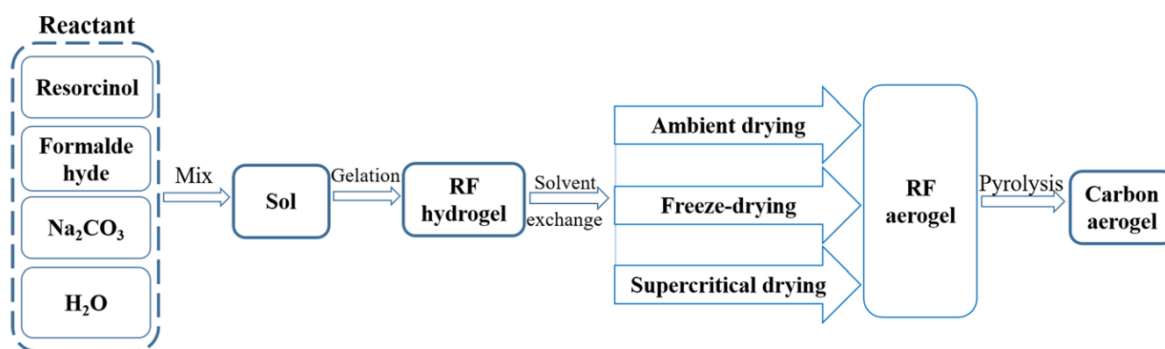 Reactant
Resorcinol
Formalde
hyde
Na₂CO₃
H₂O
Mix
Sol
Gelation
RF
hydrogel
Solvent
exchange
Ambient drying
Freeze-drying
Supercritical drying
RF
aerogel
Pyrolysis
Carbon
aerogel